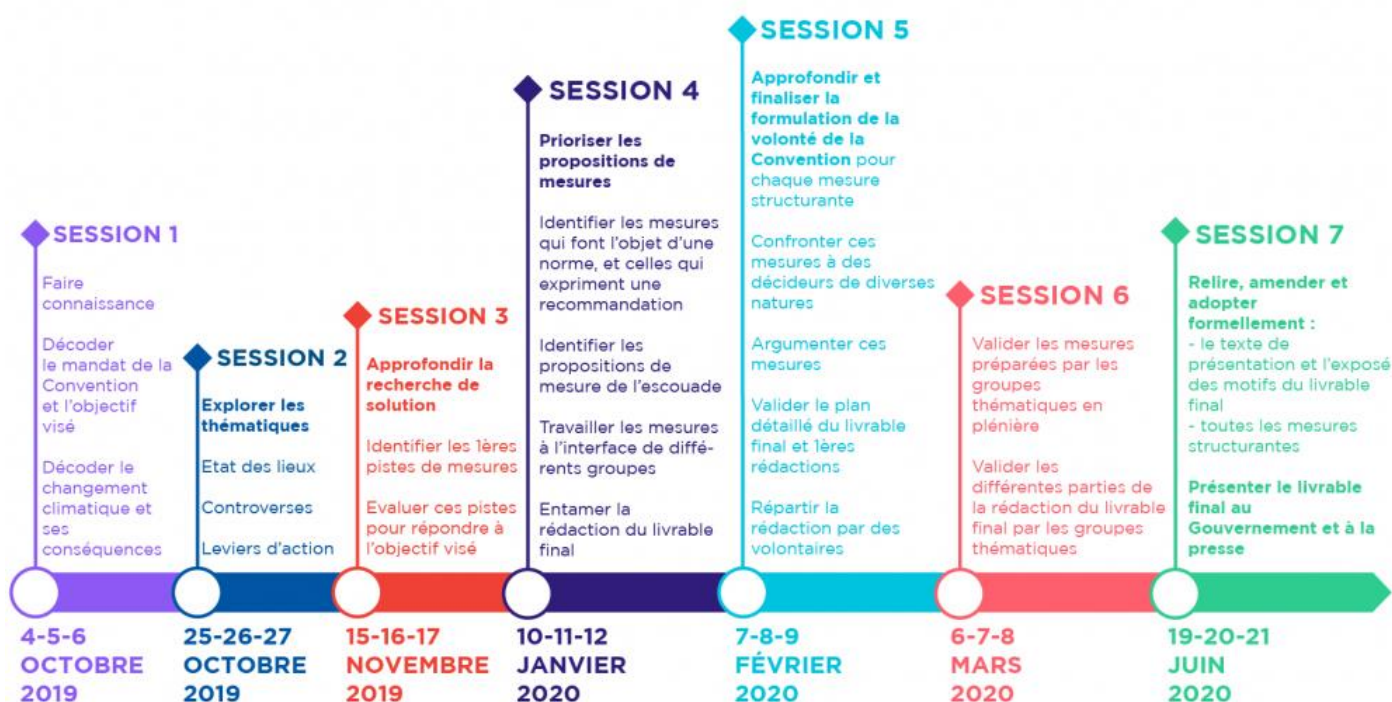 SESSION 1
Faire
connaissance
Décoder
le mandat de la
Convention
et l'objectif
visé
Décoder le
changement
climatique et
ses
conséquences
4-5-6
OCTOBRE
2019
SESSION 2
Explorer les
thématiques
Etat des lieux
Controverses
Leviers d'action
25-26-27
OCTOBRE
2019
SESSION 3
Approfondir la
recherche de
solution
Identifier les 1ères
pistes de mesures
Evaluer ces pistes
pour répondre à
l'objectif visé
15-16-17
NOVEMBRE
2019
SESSION 4
Prioriser les
propositions de
mesures
Identifier les mesures
qui font l'objet d'une
norme, et celles qui
expriment une
recommandation
Identifier les
propositions de
mesure de l'escouade
Travailler les mesures
à l'interface de diffé-
rents groupes
Entamer la
rédaction du livrable
final
10-11-12
JANVIER
2020
SESSION 5
Approfondir et
finaliser la
formulation de la
volonté de la
Convention pour
chaque mesure
structurante
Confronter ces
mesures à des
décideurs de diverses
natures
Argumenter ces
mesures
Valider le plan
détaillé du livrable
final et 1ères
rédactions
Répartir la
rédaction par des
volontaires
7-8-9
FÉVRIER
2020
SESSION 6
Valider les mesures
préparées par les
groupes
thématiques en
plénière
Valider les
différentes parties de
la rédaction du livrable
final par les groupes
thématiques
6-7-8
MARS
2020
SESSION 7
Relire, amender et
adopter
formellement :
- le texte de
présentation et l'exposé
des motifs du livrable
final
- toutes les mesures
structurantes
Présenter le livrable
final au
Gouvernement et à la
presse
19-20-21
JUIN
2020